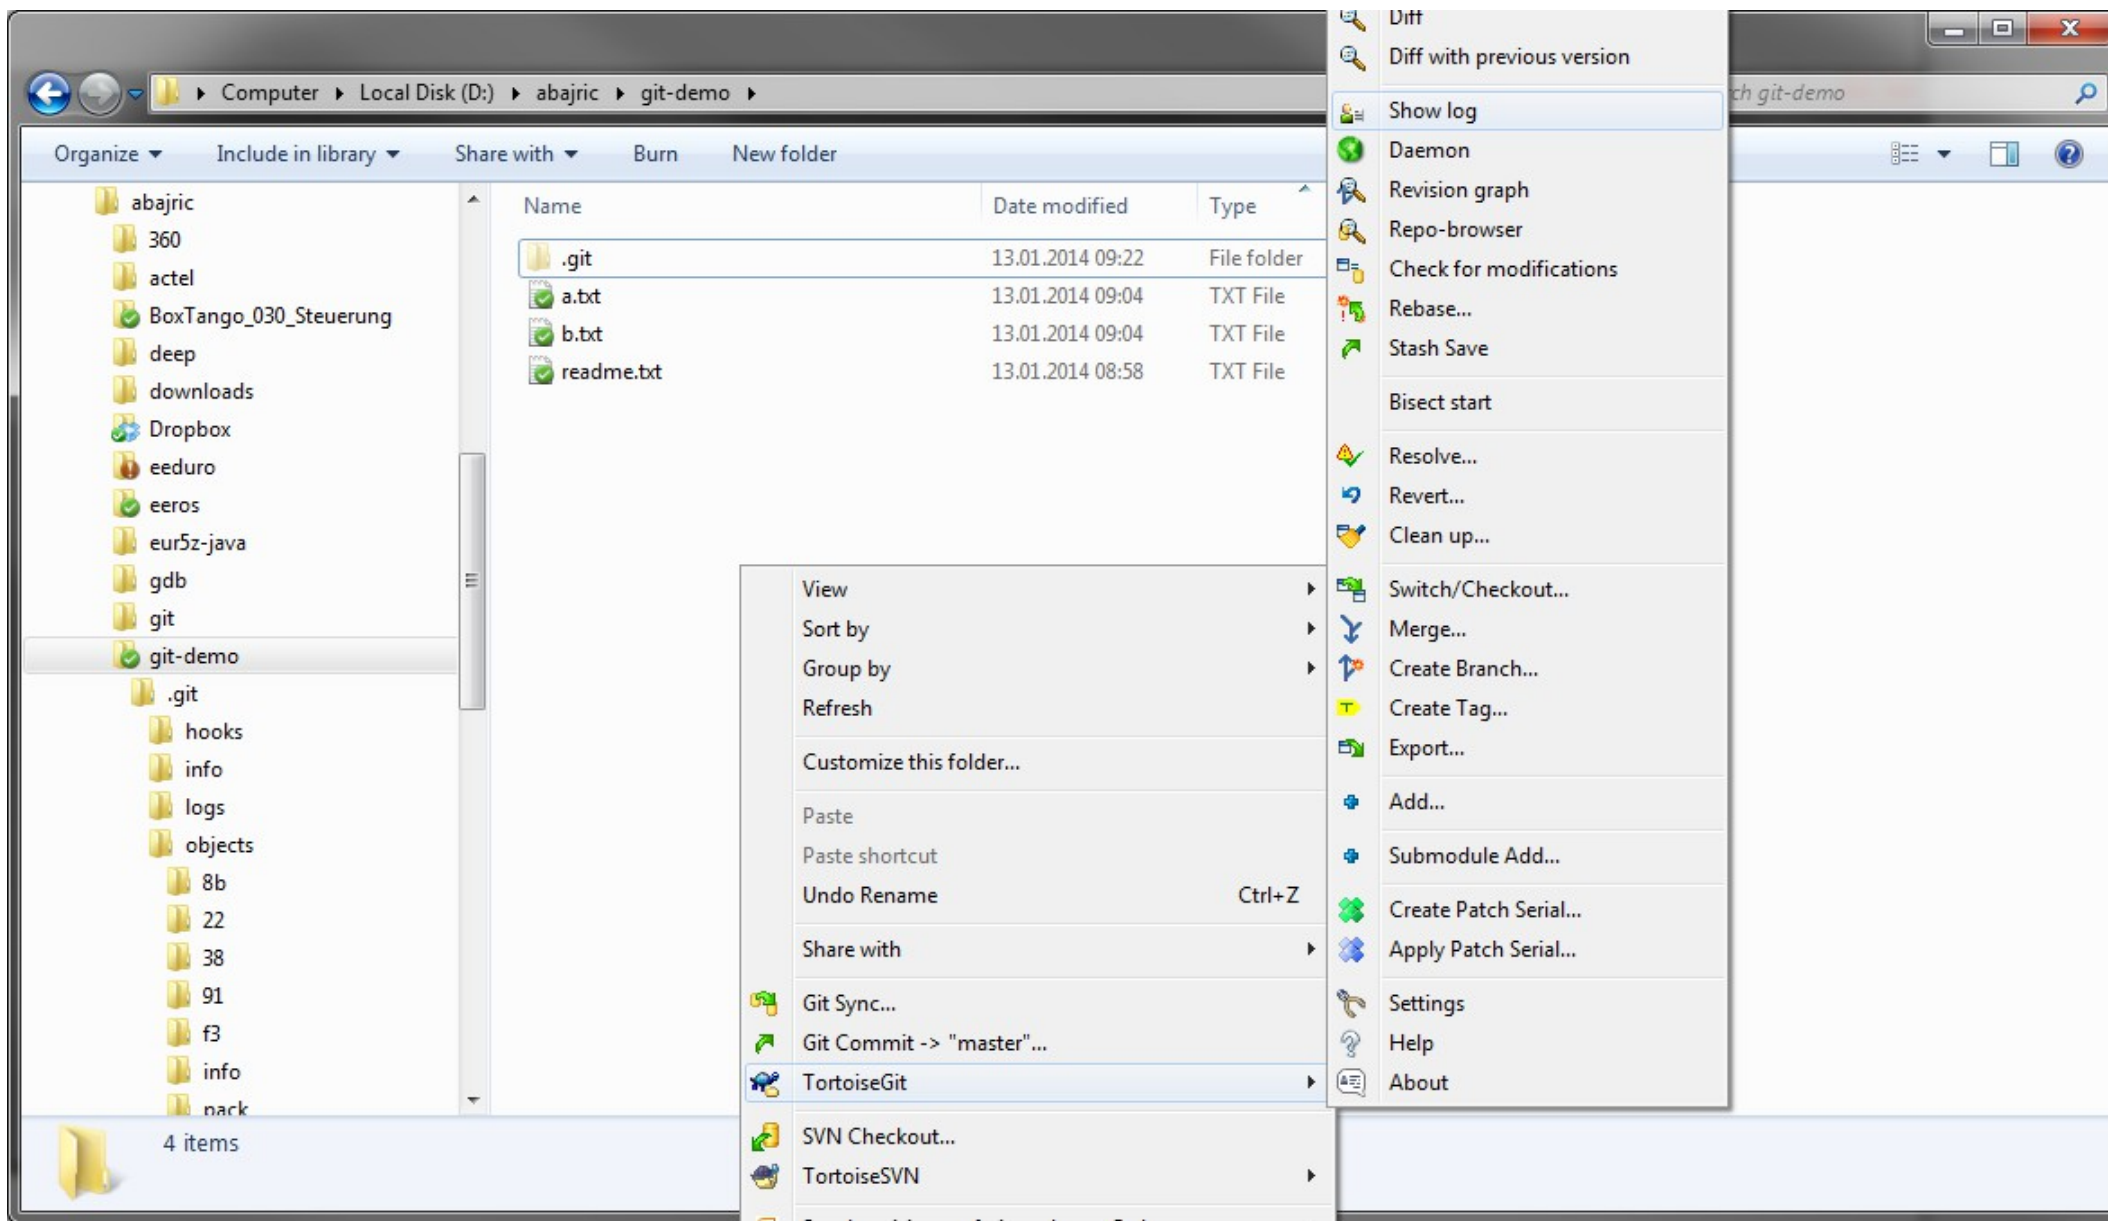 Computer Local Disk (D:) abajric git-demo
ch git-demo
Organize Include in library Share with Burn New folder
abajric
360
actel
BoxTango_030_Steuerung
deep
downloads
Dropbox
eeduro
eeros
eur5z-java
gdb
git
git-demo
.git
hooks
info
logs
objects
8b
22
38
91
f3
info
pack
Name Date modified Type
.git 13.01.2014 09:22 File folder
a.txt 13.01.2014 09:04 TXT File
b.txt 13.01.2014 09:04 TXT File
readme.txt 13.01.2014 08:58 TXT File
View
Sort by
Group by
Refresh
Customize this folder...
Paste
Paste shortcut
Undo Rename Ctrl+Z
Share with
Git Sync...
Git Commit -> "master"...
TortoiseGit
SVN Checkout...
TortoiseSVN
Diff
Diff with previous version
Show log
Daemon
Revision graph
Repo-browser
Check for modifications
Rebase...
Stash Save
Bisect start
Resolve...
Revert...
Clean up...
Switch/Checkout...
Merge...
Create Branch...
Create Tag...
Export...
Add...
Submodule Add...
Create Patch Serial...
Apply Patch Serial...
Settings
Help
About
4 items